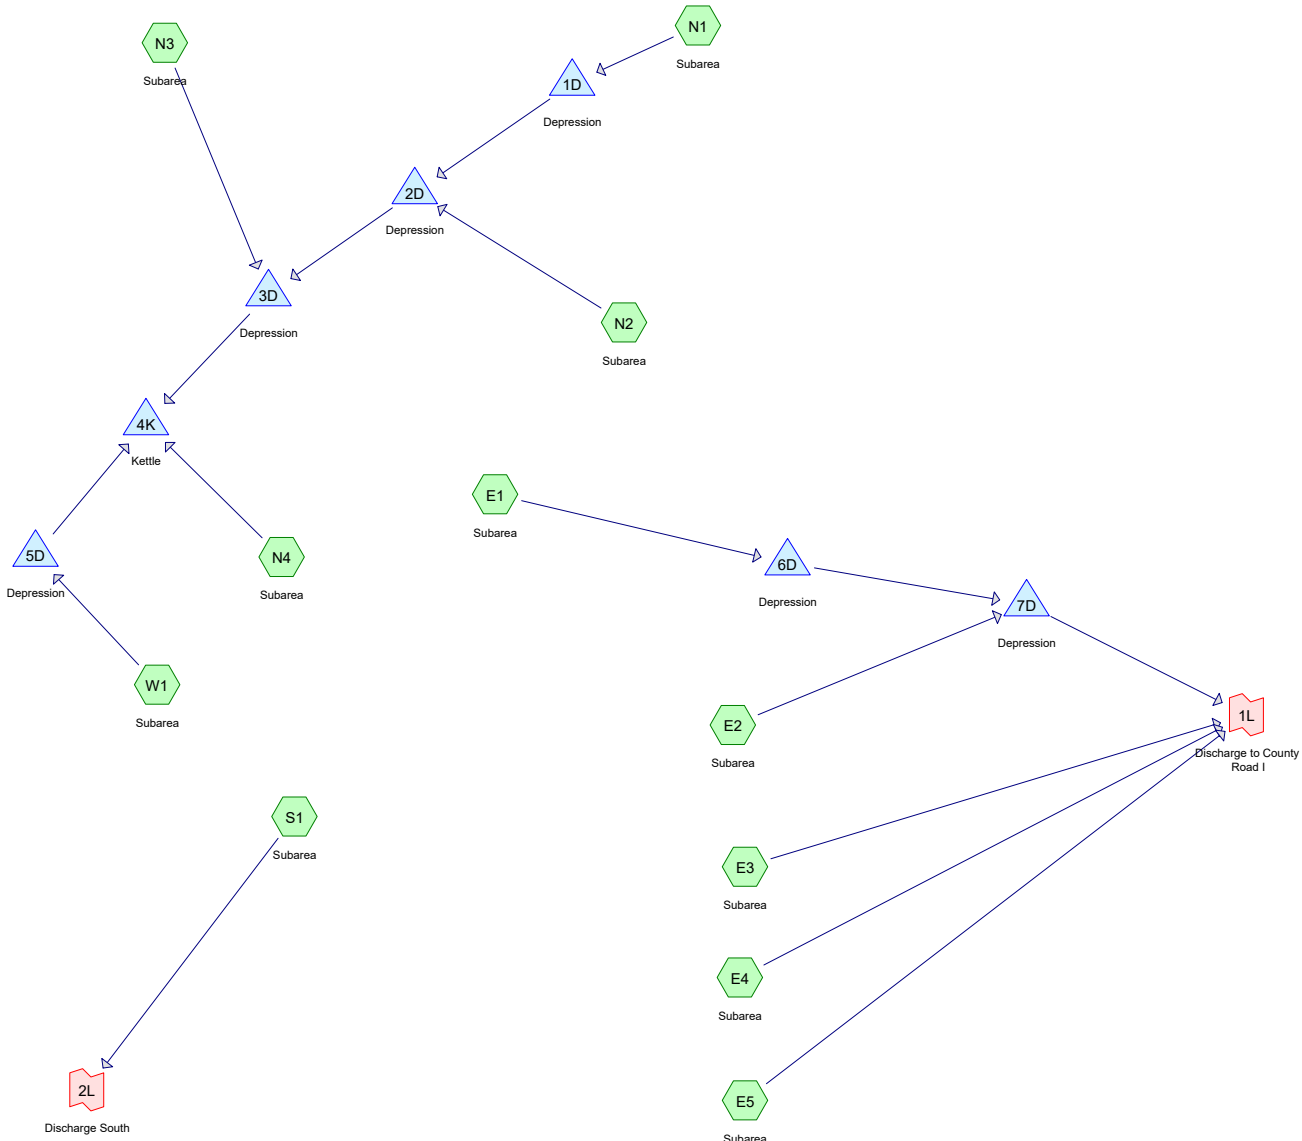 N1
Subarea
N3
Subarea
1D
Depression
2D
Depression
3D
Depression
N2
Subarea
4K
Kettle
E1
Subarea
5D
Depression
N4
Subarea
6D
Depression
7D
Depression
W1
Subarea
E2
Subarea
1L
Discharge to County
Road I
S1
Subarea
E3
Subarea
E4
Subarea
2L
Discharge South
E5
Subarea